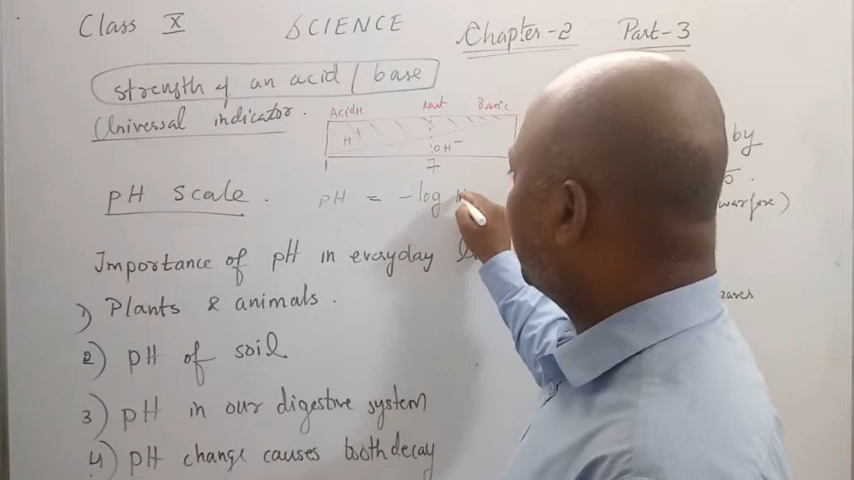 Class X SCIENCE Chapter-2 Part-3
strength of an acid / base
Universal indicator.
Acidic Neut Basic
H+ OH-
7
by
pH Scale. pH = -log
warfare)
Importance of pH in everyday
1) Plants & animals.
2) pH of soil
3) pH in our digestive system
4) pH change causes tooth decay